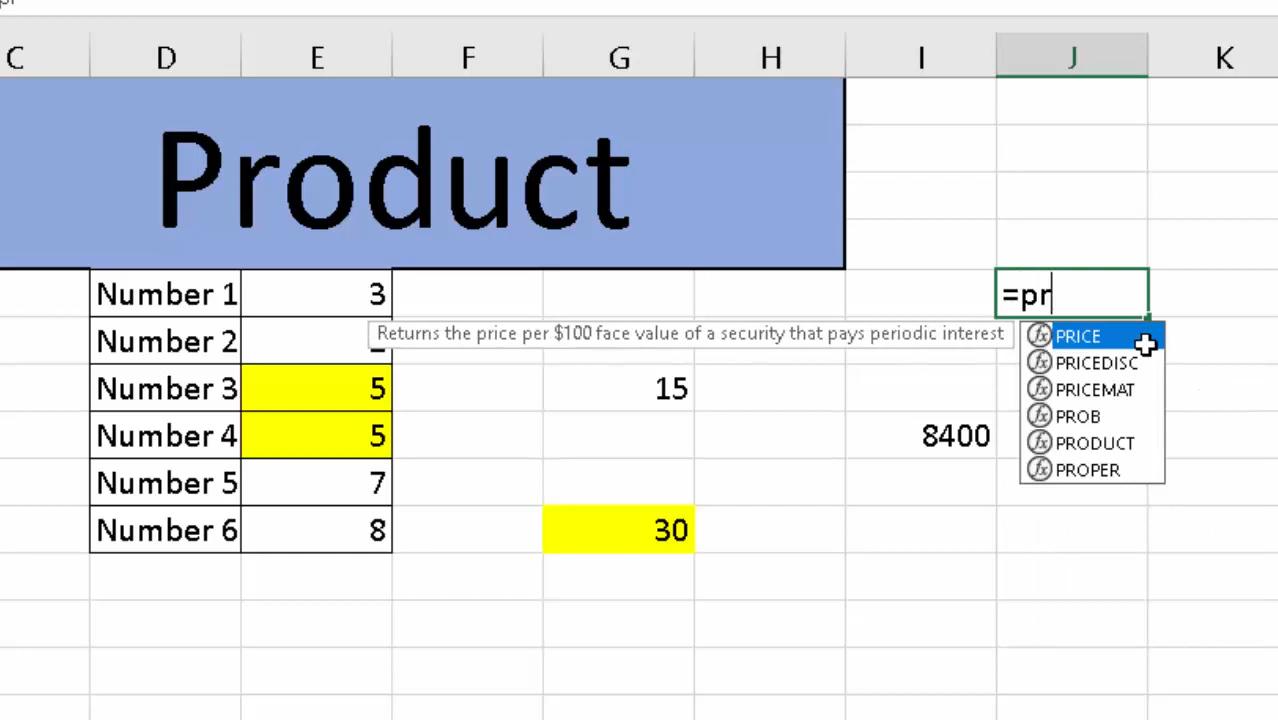 C D E F G H I J K
Product
Number 1 3 =pr
Number 2
Returns the price per $100 face value of a security that pays periodic interest
PRICE
PRICEDISC
Number 3 5 15
PRICEMAT
PROB
Number 4 5 8400
PRODUCT
PROPER
Number 5 7
Number 6 8 30